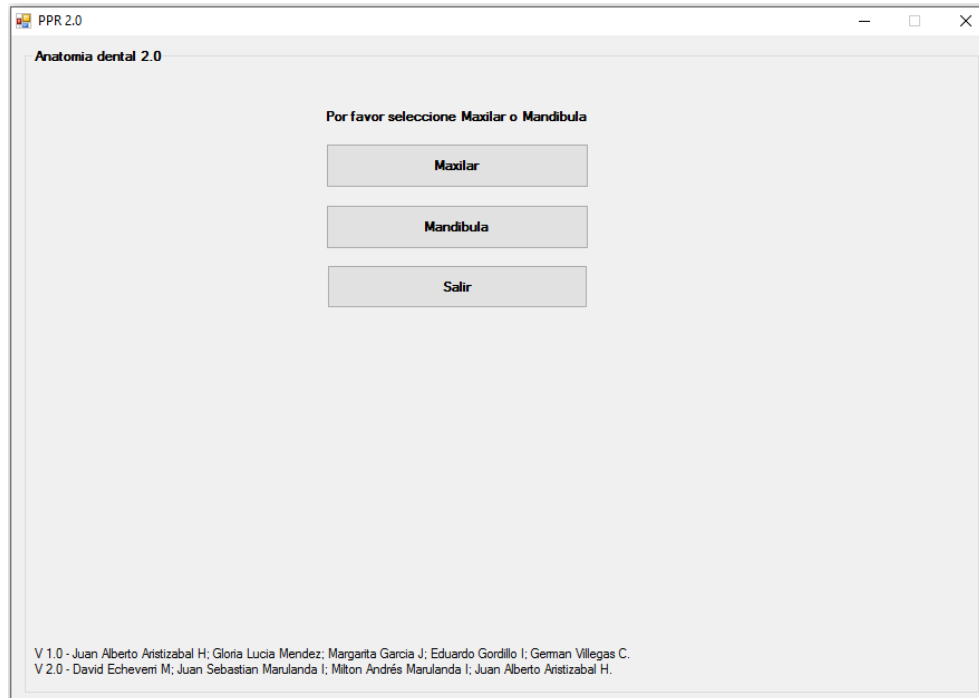 PPR 2.0
Anatomia dental 2.0
Por favor seleccione Maxilar o Mandibula
Maxilar
Mandibula
Salir
V 1.0 - Juan Alberto Aristizabal H; Gloria Lucia Mendez; Margarita Garcia J; Eduardo Gordillo I; German Villegas C.
V 2.0 - David Echeverri M; Juan Sebastian Marulanda I; Milton Andrés Marulanda I; Juan Alberto Aristizabal H.